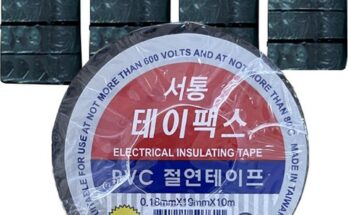 AT NOT MORE THAN 600 VOLTS AND AT NOT MORE THAN 80C
서통
테이팩스
ELECTRICAL INSULATING TAPE
PVC 절연테이프
0.18mmX19mmX10m
FOR USE
MADE IN TAIWAN